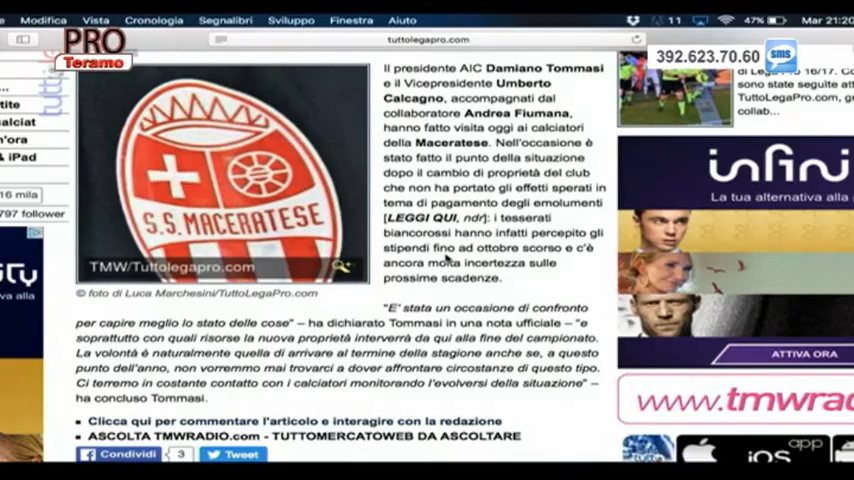 Modifica Vista Cronologia Segnalibri Sviluppo Finestra Aiuto
11 47% Mar 21:20
tuttolegapro.com
PRO
Teramo
392.623.70.60
sms
Il presidente AIC Damiano Tommasi
e il Vicepresidente Umberto
Calcagno, accompagnati dal
collaboratore Andrea Fiumana,
hanno fatto visita oggi ai calciatori
della Maceratese. Nell'occasione è
stato fatto il punto della situazione
dopo il cambio di proprietà del club
che non ha portato gli effetti sperati in
tema di pagamento degli emolumenti
[LEGGI QUI, ndr]: i tesserati
biancorossi hanno infatti percepito gli
stipendi fino ad ottobre scorso e c'è
ancora molta incertezza sulle
prossime scadenze.
S.S. MACERATESE
TMW/Tuttolegapro.com
© foto di Luca Marchesini/TuttoLegaPro.com
"E' stata un occasione di confronto
per capire meglio lo stato delle cose" – ha dichiarato Tommasi in una nota ufficiale – "e
soprattutto con quali risorse la nuova proprietà interverrà da qui alla fine del campionato.
La volontà è naturalmente quella di arrivare al termine della stagione anche se, a questo
punto dell'anno, non vorremmo mai trovarci a dover affrontare circostanze di questo tipo.
Ci terremo in costante contatto con i calciatori monitorando l'evolversi della situazione" –
ha concluso Tommasi.
Clicca qui per commentare l'articolo e interagire con la redazione
ASCOLTA TMWRADIO.com - TUTTOMERCATOWEB DA ASCOLTARE
Condividi 3 Tweet
tite
alciat
n'ora
& iPad
16 mila
797 follower
di Lega Pro 16/17. Co
sono state seguite att
TuttoLegaPro.com, gr
collab...
infini
La tua alternativa alla
ATTIVA ORA
www.tmwrad
app
iOS